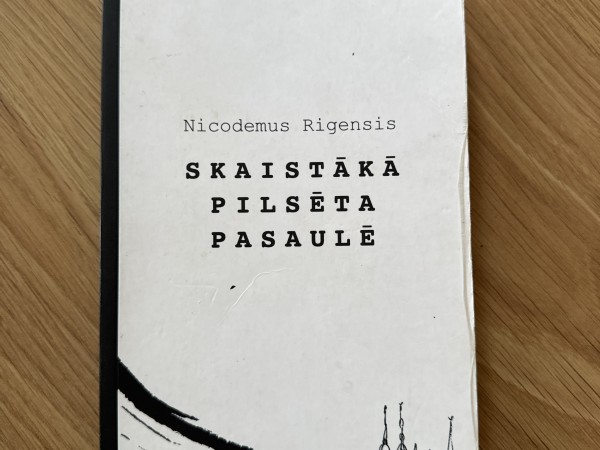 Nicodemus Rigensis
SKAISTĀKĀ
PILSĒTA
PASAULĒ